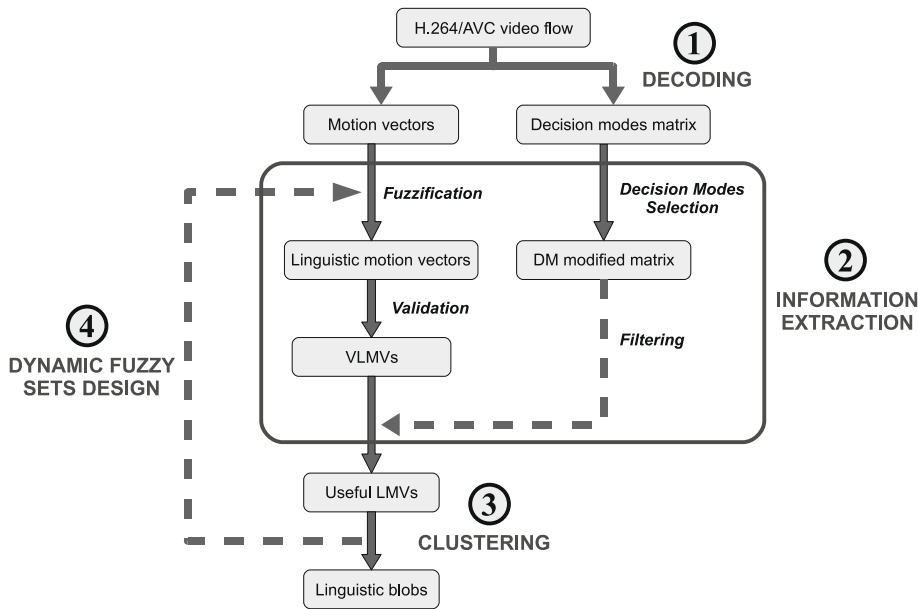 H.264/AVC video flow
1
DECODING
Motion vectors
Decision modes matrix
Fuzzification
Decision Modes
Selection
Linguistic motion vectors
DM modified matrix
2
INFORMATION
EXTRACTION
Validation
Filtering
4
DYNAMIC FUZZY
SETS DESIGN
VLMVs
Useful LMVs
3
CLUSTERING
Linguistic blobs